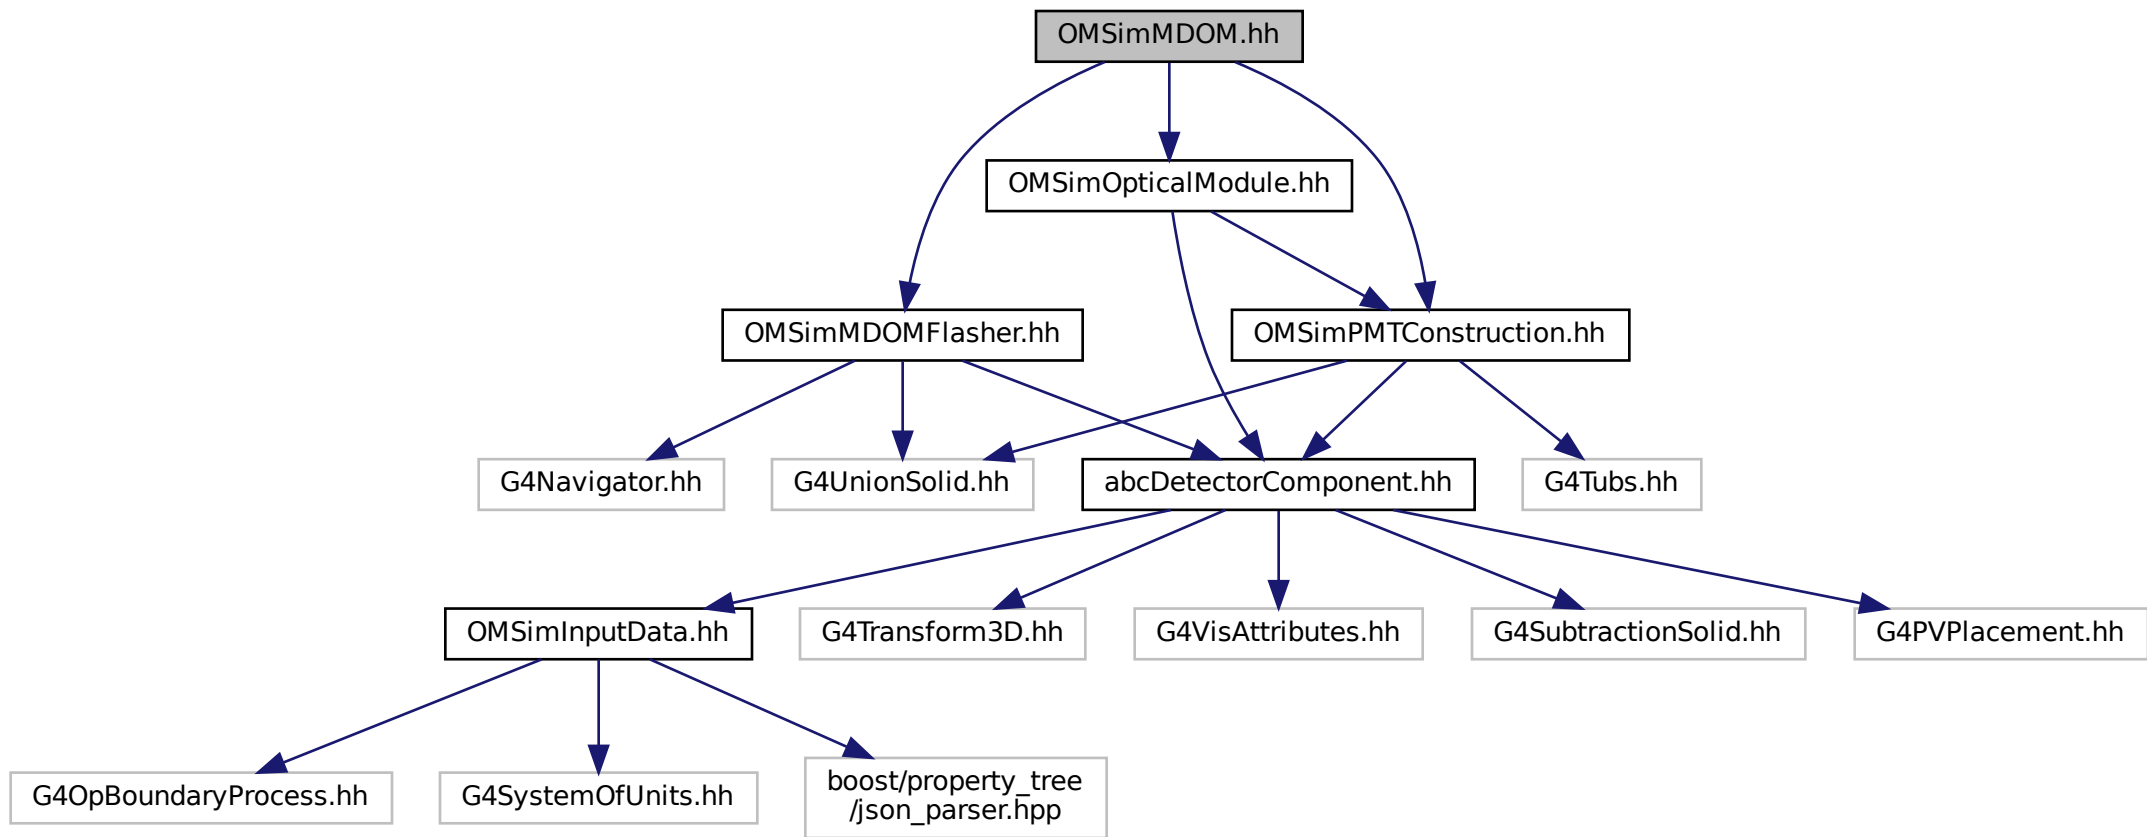 OMSimMDOM.hh
OMSimOpticalModule.hh
OMSimMDOMFlasher.hh
OMSimPMTConstruction.hh
G4Navigator.hh
G4UnionSolid.hh
abcDetectorComponent.hh
G4Tubs.hh
OMSimInputData.hh
G4Transform3D.hh
G4VisAttributes.hh
G4SubtractionSolid.hh
G4PVPlacement.hh
G4OpBoundaryProcess.hh
G4SystemOfUnits.hh
boost/property_tree
/json_parser.hpp